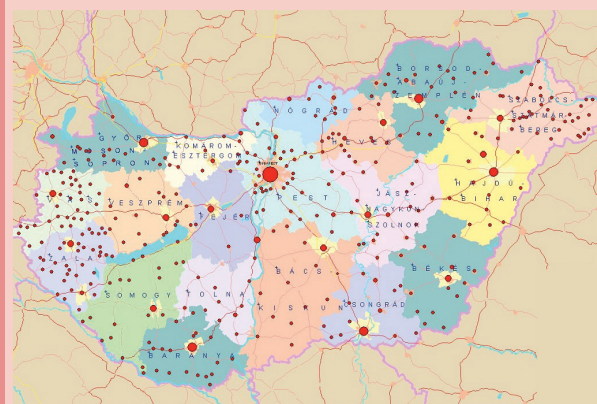 BORSOD-
ABAÚJ-
ZEMPLÉN
SZABOLCS-
SZATMÁR
BEREG
NÓGRÁD
HEVES
GYŐR
MOSON
SOPRON
KOMÁROM-
ESZTERGOM
VAS
VESZPRÉM
FEJÉR
PEST
JÁSZ-
NAGYKUN
SZOLNOK
HAJDÚ
BIHAR
ZALA
SOMOGY
TOLNA
BÁCS
KISKUN
CSONGRÁD
BÉKÉS
BARANYA